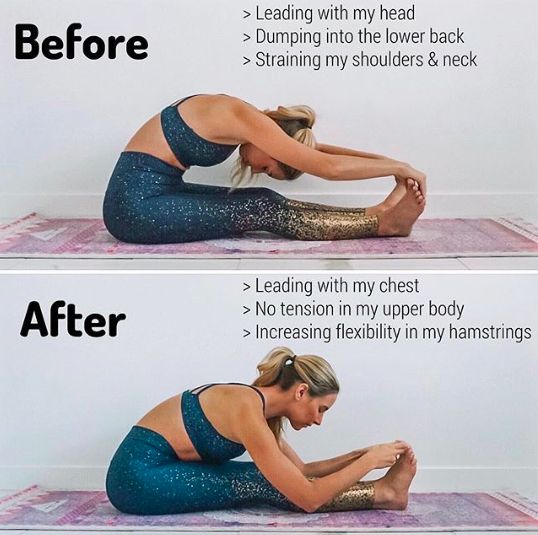 Before
> Leading with my head
> Dumping into the lower back
> Straining my shoulders & neck
After
> Leading with my chest
> No tension in my upper body
> Increasing flexibility in my hamstrings